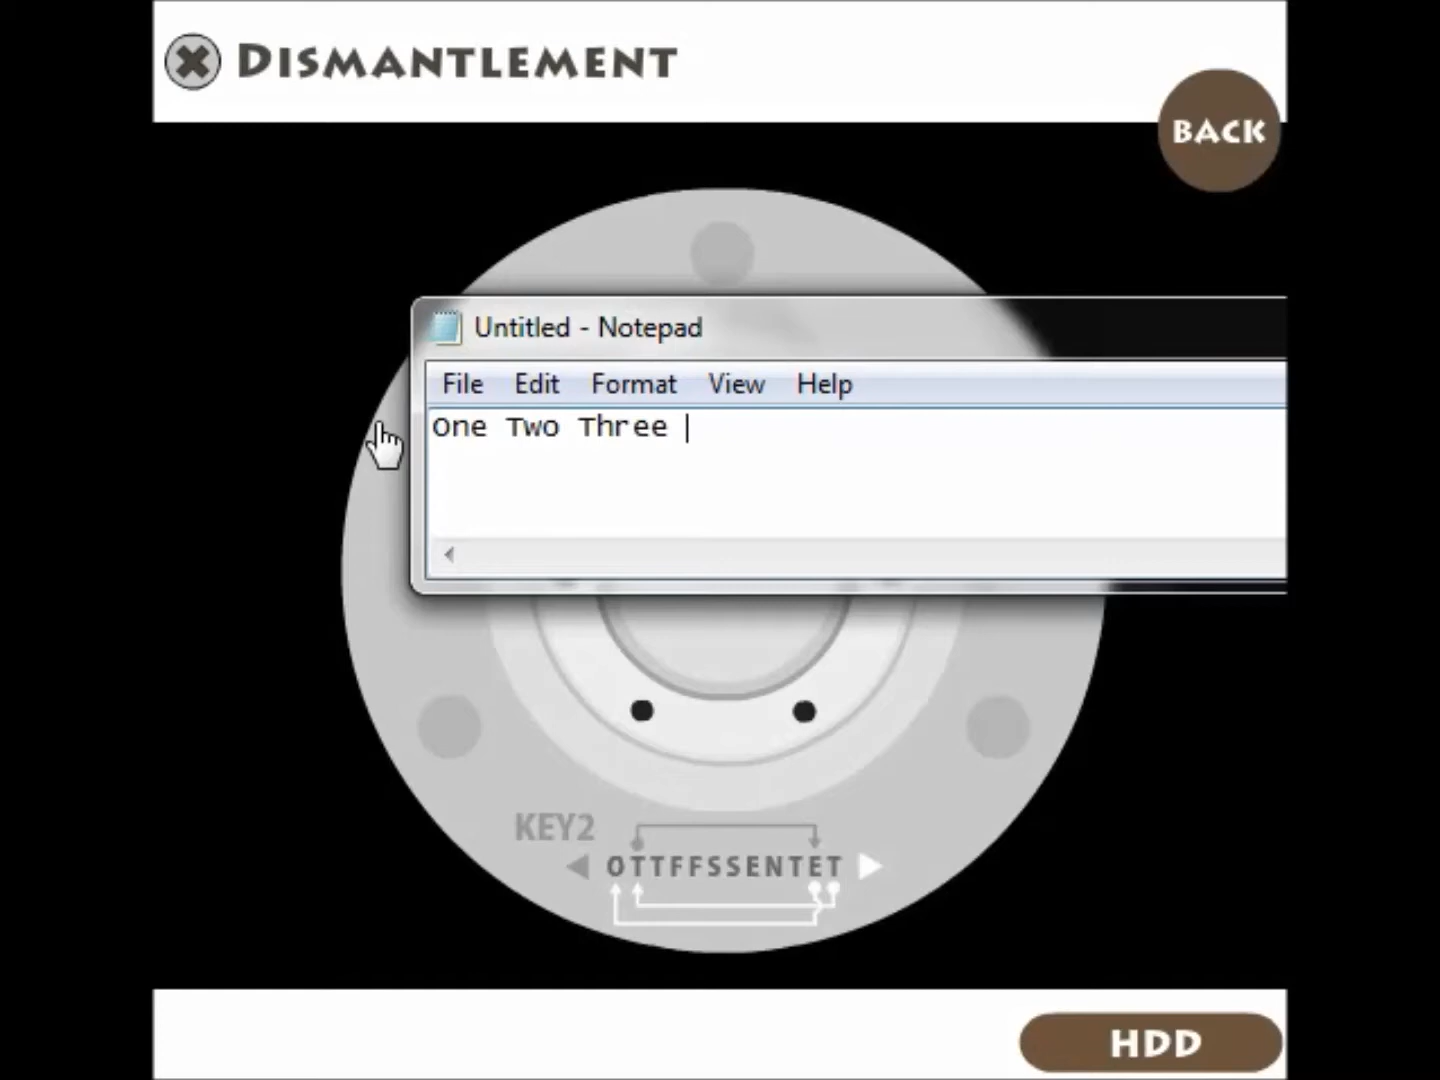 DISMANTLEMENT
BACK
Untitled - Notepad
File Edit Format View Help
One Two Three
KEY2
OTTFFSSENTET
HDD